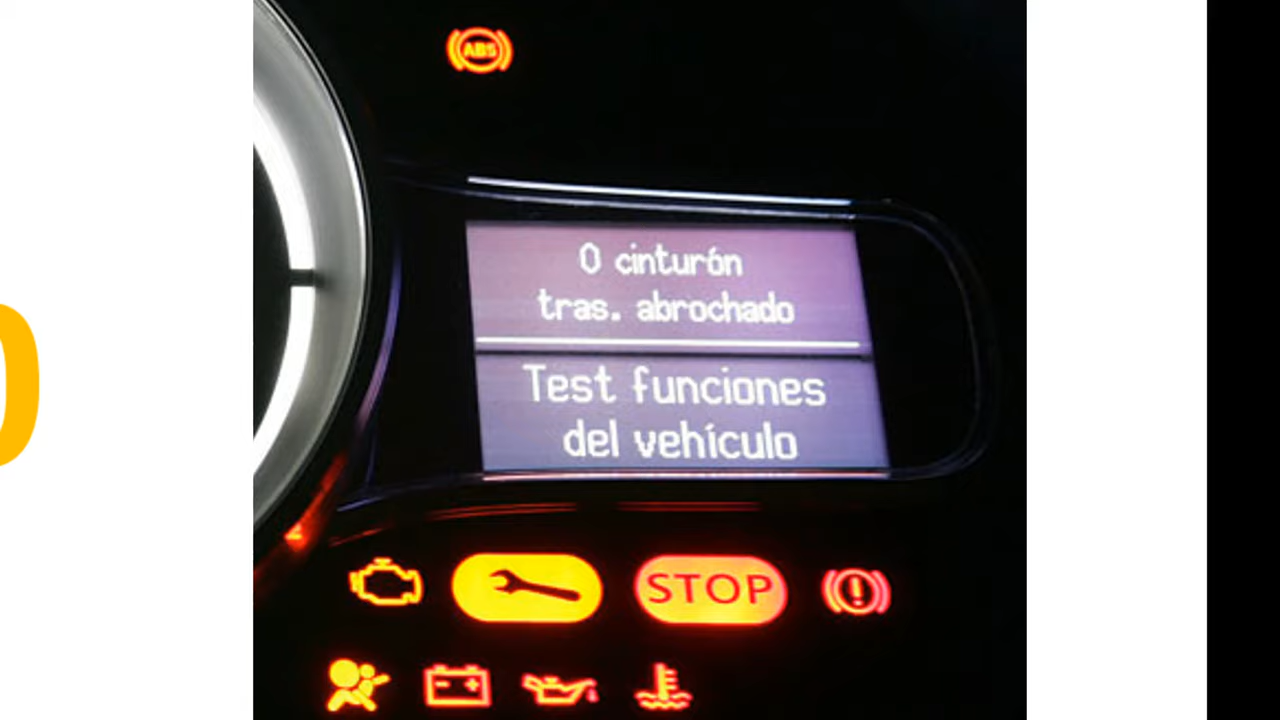 ABS
0 cinturón
tras. abrochado
Test funciones
del vehículo
STOP